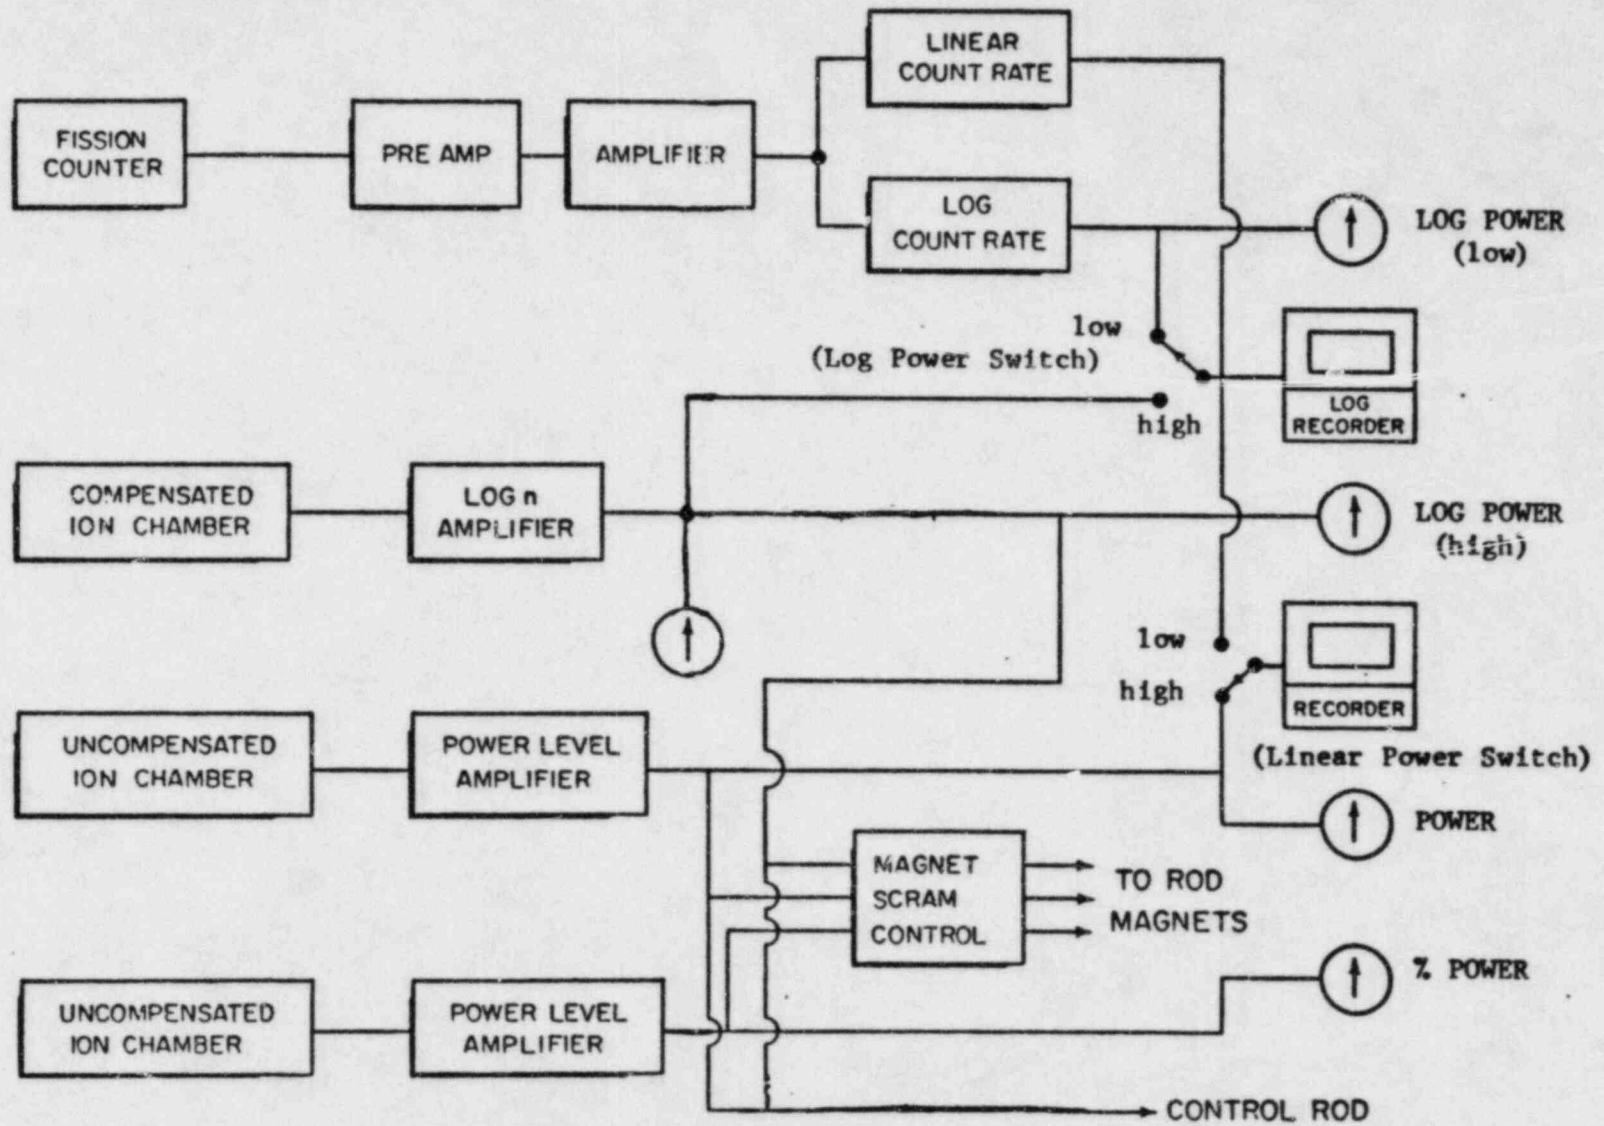 LINEAR
COUNT RATE
FISSION
COUNTER
PRE AMP
AMPLIFIER
LOG
COUNT RATE
LOG POWER
(low)
low
(Log Power Switch)
high
LOG
RECORDER
COMPENSATED
ION CHAMBER
LOG n
AMPLIFIER
LOG POWER
(high)
low
high
RECORDER
(Linear Power Switch)
UNCOMPENSATED
ION CHAMBER
POWER LEVEL
AMPLIFIER
POWER
MAGNET
SCRAM
CONTROL
TO ROD
MAGNETS
% POWER
UNCOMPENSATED
ION CHAMBER
POWER LEVEL
AMPLIFIER
CONTROL ROD